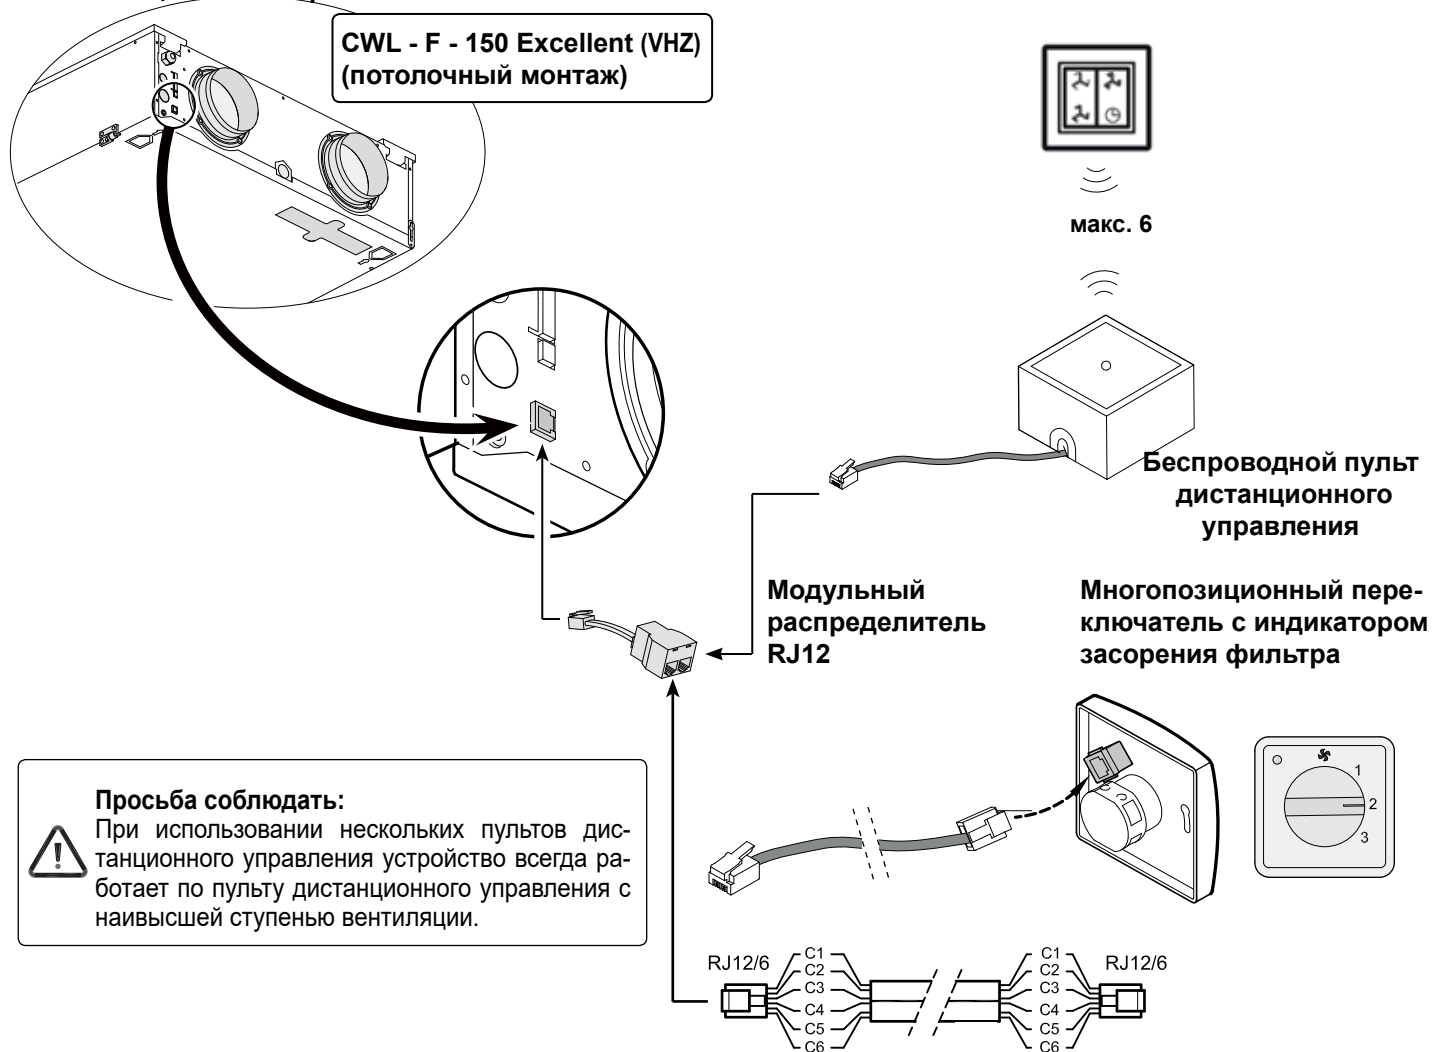 CWL - F - 150 Excellent (VHZ)
(потолочный монтаж)
макс. 6
Беспроводной пульт
дистанционного
управления
Модульный
распределитель
RJ12
Многопозиционный пере-
ключатель с индикатором
засорения фильтра
1
2
3
Просьба соблюдать:
При использовании нескольких пультов дис-
танционного управления устройство всегда ра-
ботает по пульту дистанционного управления с
наивысшей ступенью вентиляции.
RJ12/6
C1
C2
C3
C4
C5
C6
C1
C2
C3
C4
C5
C6
RJ12/6